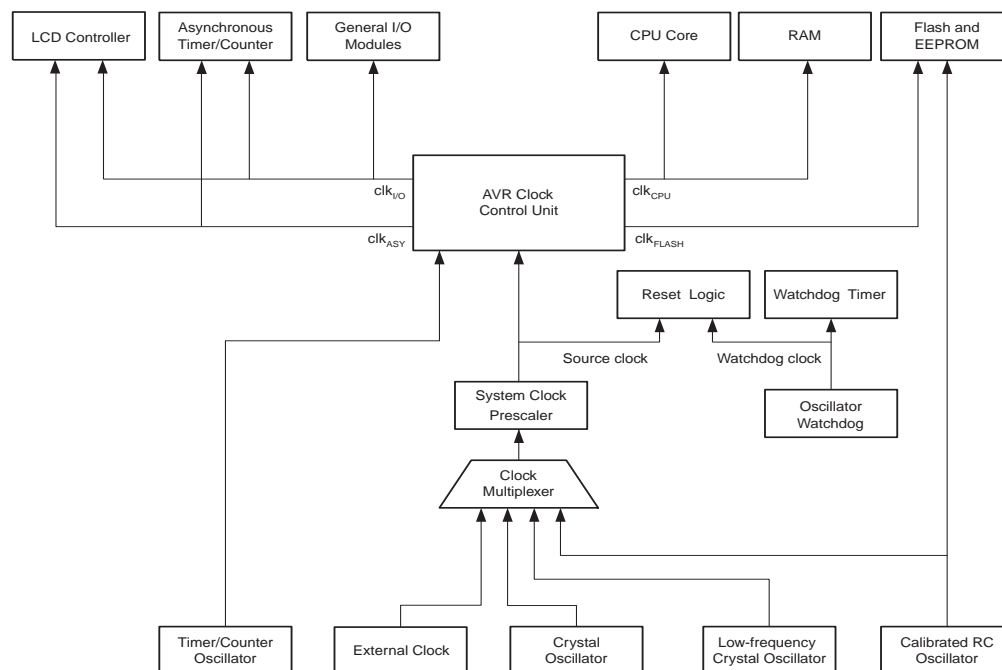 LCD Controller
Asynchronous
Timer/Counter
General I/O
Modules
CPU Core
RAM
Flash and
EEPROM
clkI/O
AVR Clock
Control Unit
clkCPU
clkASY
clkFLASH
Reset Logic
Watchdog Timer
Source clock
Watchdog clock
System Clock
Prescaler
Oscillator
Watchdog
Clock
Multiplexer
Timer/Counter
Oscillator
External Clock
Crystal
Oscillator
Low-frequency
Crystal Oscillator
Calibrated RC
Oscillator